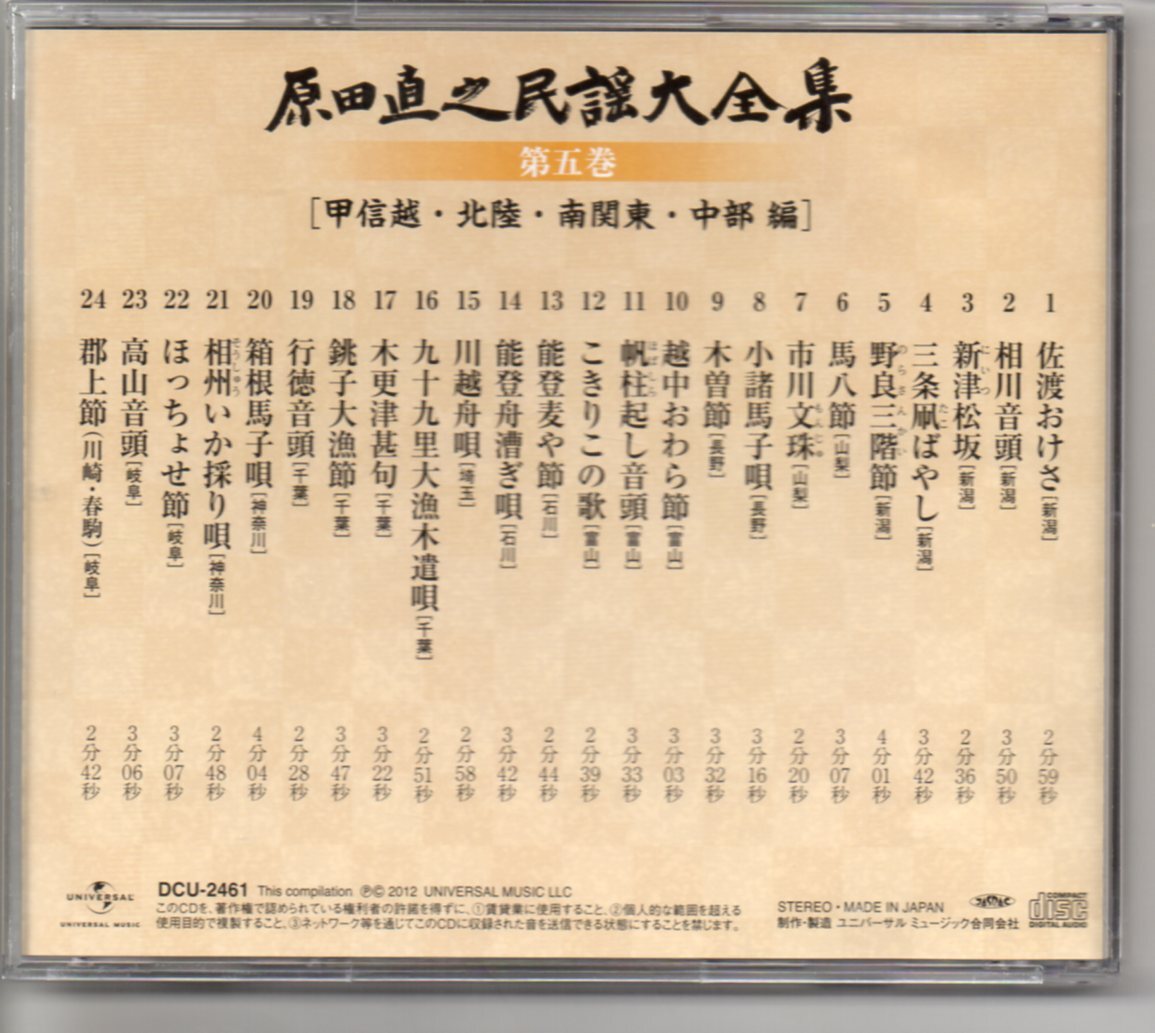 原田直之民謡大全集
第五巻
［甲信越・北陸・南関東・中部 編］
1 佐渡おけさ［新潟］ 2分59秒
2 相川音頭［新潟］ 3分50秒
3 新津松坂［新潟］ 2分36秒
にいつ
4 三条凧ばやし［新潟］ 3分42秒
たこ
5 野良三階節［新潟］ 4分01秒
のらさんかい
6 馬八節［山梨］ 3分07秒
7 市川文珠［山梨］ 2分20秒
もんじゅ
8 小諸馬子唄［長野］ 3分16秒
9 木曽節［長野］ 3分32秒
10 越中おわら節［富山］ 3分03秒
11 帆柱起し音頭［富山］ 3分33秒
ほばしら
12 こきりこの歌［富山］ 2分39秒
13 能登麦や節［石川］ 2分44秒
14 能登舟漕ぎ唄［石川］ 3分42秒
15 川越舟唄［埼玉］ 2分58秒
16 九十九里大漁木遣唄［千葉］ 2分51秒
17 木更津甚句［千葉］ 3分22秒
18 銚子大漁節［千葉］ 3分47秒
19 行徳音頭［千葉］ 2分28秒
20 箱根馬子唄［神奈川］ 4分04秒
21 相州いか採り唄［神奈川］ 2分48秒
そうしゅう
22 ほっちょせ節［岐阜］ 3分07秒
23 高山音頭［岐阜］ 3分06秒
24 郡上節（川崎・春駒）［岐阜］ 2分42秒
UNIVERSAL
UNIVERSAL MUSIC
DCU-2461 This compilation ℗© 2012 UNIVERSAL MUSIC LLC
このCDを、著作権で認められている権利者の許諾を得ずに、①賃貸業に使用すること、②個人的な範囲を超える
使用目的で複製すること、③ネットワーク等を通じてこのCDに収録された音を送信できる状態にすることを禁じます。
STEREO・MADE IN JAPAN
JASRAC
制作・製造 ユニバーサル ミュージック合同会社
COMPACT
disc
DIGITAL AUDIO